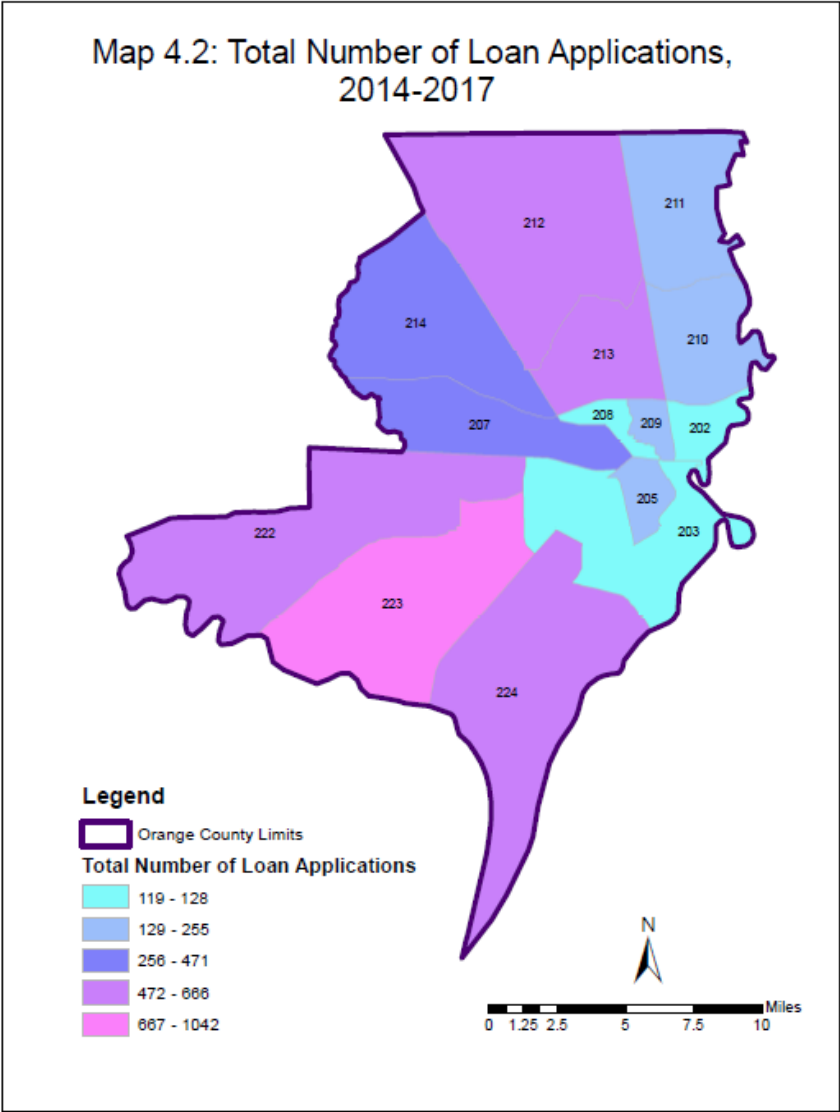 Map 4.2: Total Number of Loan Applications,
2014-2017
211
212
214
210
213
208
209
202
207
205
203
222
223
224
Legend
Orange County Limits
Total Number of Loan Applications
119 - 128
129 - 255
256 - 471
472 - 666
667 - 1042
N
Miles
0 1.25 2.5 5 7.5 10